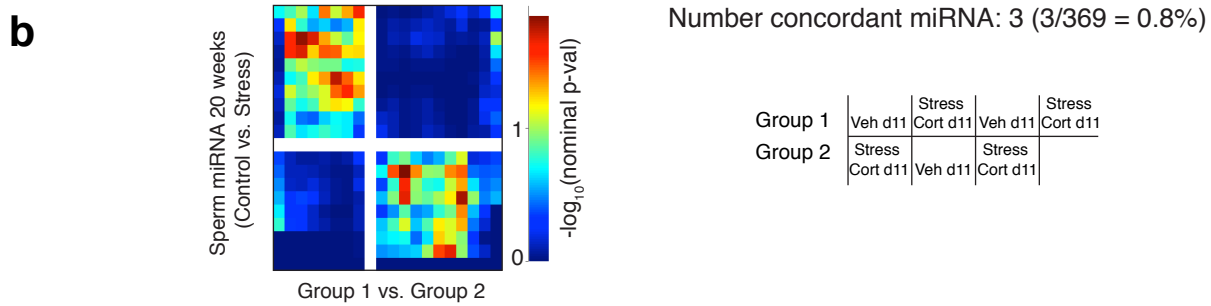 b
Sperm miRNA 20 weeks
(Control vs. Stress)
1
0
-log10(nominal p-val)
Group 1 vs. Group 2
Number concordant miRNA: 3 (3/369 = 0.8%)
Group 1
Veh d11
Stress
Cort d11
Veh d11
Stress
Cort d11
Group 2
Stress
Cort d11
Veh d11
Stress
Cort d11